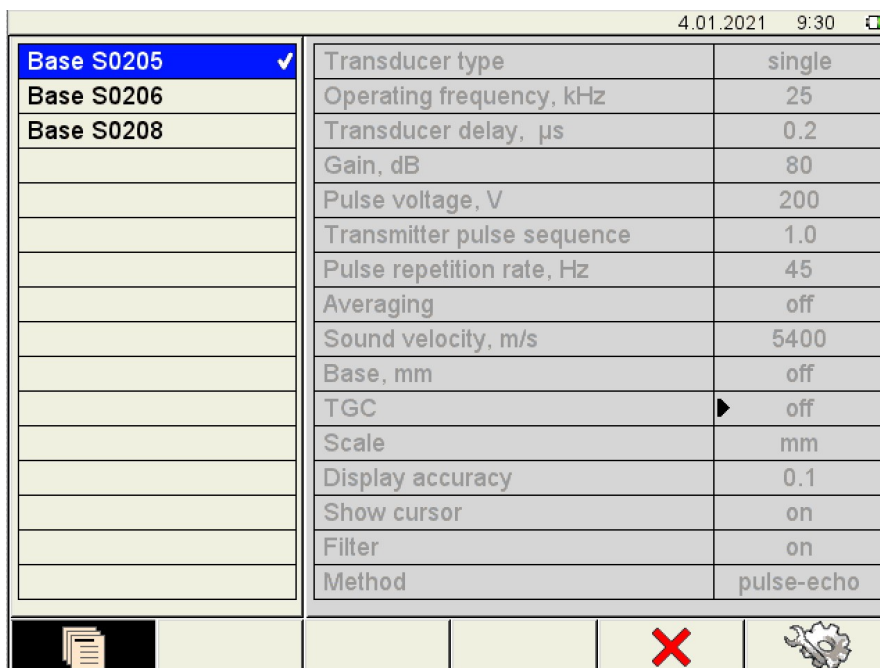 4.01.2021 9:30
Base S0205
Base S0206
Base S0208
Transducer type single
Operating frequency, kHz 25
Transducer delay, µs 0.2
Gain, dB 80
Pulse voltage, V 200
Transmitter pulse sequence 1.0
Pulse repetition rate, Hz 45
Averaging off
Sound velocity, m/s 5400
Base, mm off
TGC off
Scale mm
Display accuracy 0.1
Show cursor on
Filter on
Method pulse-echo